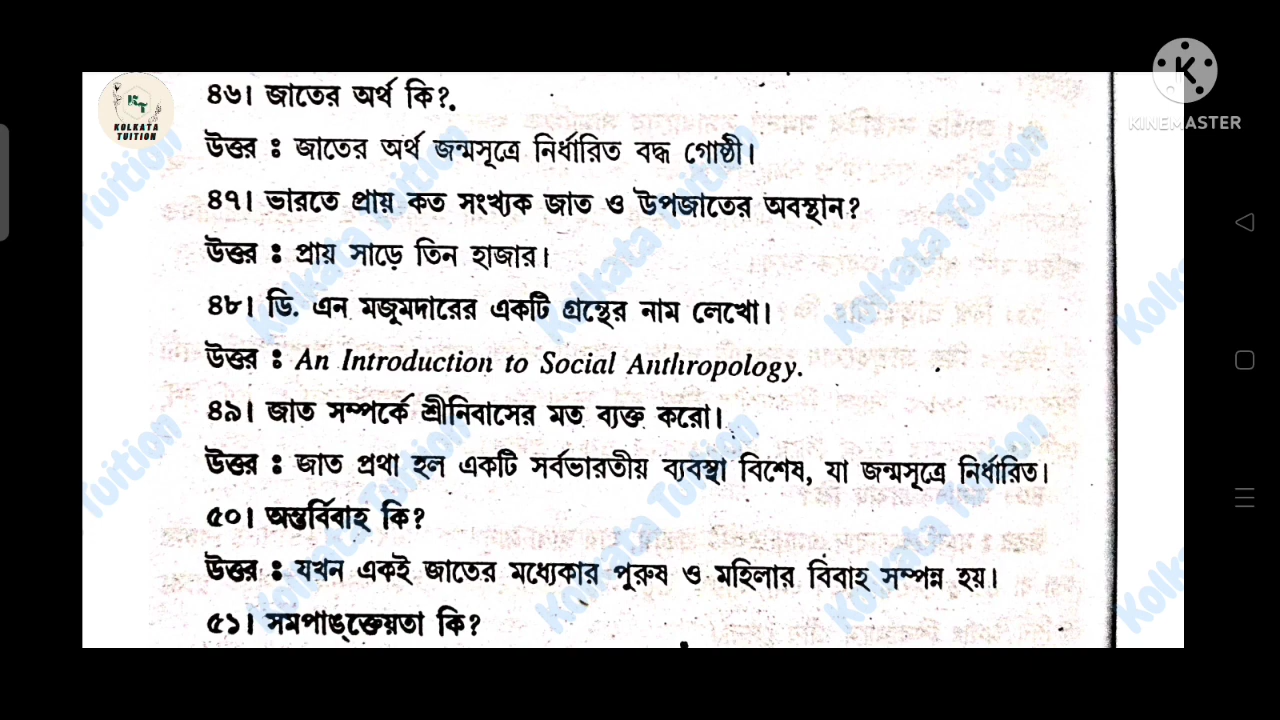 KOLKATA
TUITION
KINEMASTER
৪৬। জাতের অর্থ কি?
উত্তর : জাতের অর্থ জন্মসূত্রে নির্ধারিত বদ্ধ গোষ্ঠী।
৪৭। ভারতে প্রায় কত সংখ্যক জাত ও উপজাতের অবস্থান?
উত্তর : প্রায় সাড়ে তিন হাজার।
৪৮। ডি. এন মজুমদারের একটি গ্রন্থের নাম লেখো।
উত্তর : An Introduction to Social Anthropology.
৪৯। জাত সম্পর্কে শ্রীনিবাসের মত ব্যক্ত করো।
উত্তর : জাত প্রথা হল একটি সর্বভারতীয় ব্যবস্থা বিশেষ, যা জন্মসূত্রে নির্ধারিত।
৫০। অন্তর্বিবাহ কি?
উত্তর : যখন একই জাতের মধ্যেকার পুরুষ ও মহিলার বিবাহ সম্পন্ন হয়।
৫১। সমপাঙ্‌ক্তেয়তা কি?
Kolkata Tuition